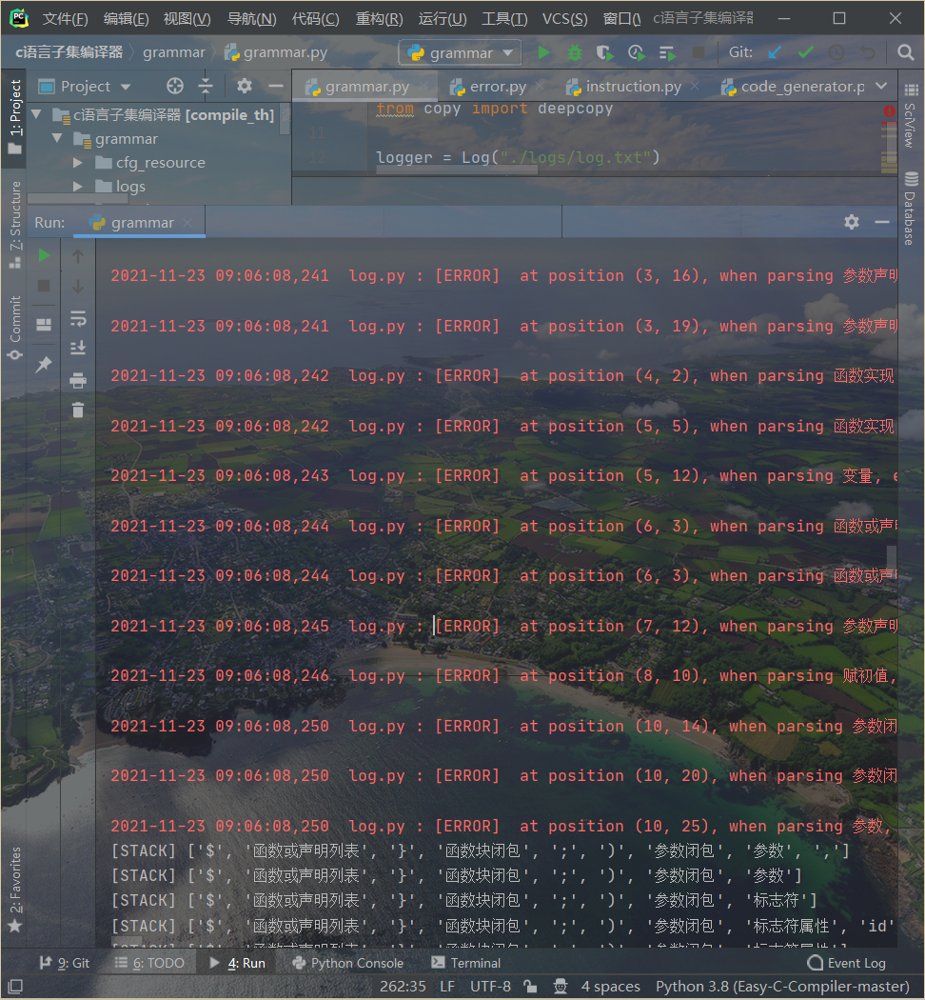 文件(F) 编辑(E) 视图(V) 导航(N) 代码(C) 重构(R) 运行(U) 工具(T) VCS(S) 窗口(\ c语言子集编译器
c语言子集编译器 grammar grammar.py grammar Git:
1: Project
Project
grammar.py error.py instruction.py code_generator.p
c语言子集编译器 [compile_th]
grammar
cfg_resource
logs
from copy import deepcopy
11
12
logger = Log("./logs/log.txt")
SciView
Database
Z: Structure
Commit
2: Favorites
Run: grammar
2021-11-23 09:06:08,241 log.py : [ERROR] at position (3, 16), when parsing 参数声明
2021-11-23 09:06:08,241 log.py : [ERROR] at position (3, 19), when parsing 参数声明
2021-11-23 09:06:08,242 log.py : [ERROR] at position (4, 2), when parsing 函数实现
2021-11-23 09:06:08,242 log.py : [ERROR] at position (5, 5), when parsing 函数实现
2021-11-23 09:06:08,243 log.py : [ERROR] at position (5, 12), when parsing 变量, e
2021-11-23 09:06:08,244 log.py : [ERROR] at position (6, 3), when parsing 函数或声明
2021-11-23 09:06:08,244 log.py : [ERROR] at position (6, 3), when parsing 函数或声明
2021-11-23 09:06:08,245 log.py : [ERROR] at position (7, 12), when parsing 参数声明
2021-11-23 09:06:08,246 log.py : [ERROR] at position (8, 10), when parsing 赋初值,
2021-11-23 09:06:08,250 log.py : [ERROR] at position (10, 14), when parsing 参数闭
2021-11-23 09:06:08,250 log.py : [ERROR] at position (10, 20), when parsing 参数闭
2021-11-23 09:06:08,250 log.py : [ERROR] at position (10, 25), when parsing 参数,
[STACK] ['$', '函数或声明列表', '}', '函数块闭包', ';', ')', '参数闭包', '参数', ',']
[STACK] ['$', '函数或声明列表', '}', '函数块闭包', ';', ')', '参数闭包', '参数']
[STACK] ['$', '函数或声明列表', '}', '函数块闭包', ';', ')', '参数闭包', '标志符']
[STACK] ['$', '函数或声明列表', '}', '函数块闭包', ';', ')', '参数闭包', '标志符属性', 'id'
[STACK] ['$', '函数或声明列表', '}', '函数块闭包', ';', ')', '参数闭包', '标志符属性']
9: Git 6: TODO 4: Run Python Console Terminal Event Log
262:35 LF UTF-8 4 spaces Python 3.8 (Easy-C-Compiler-master)